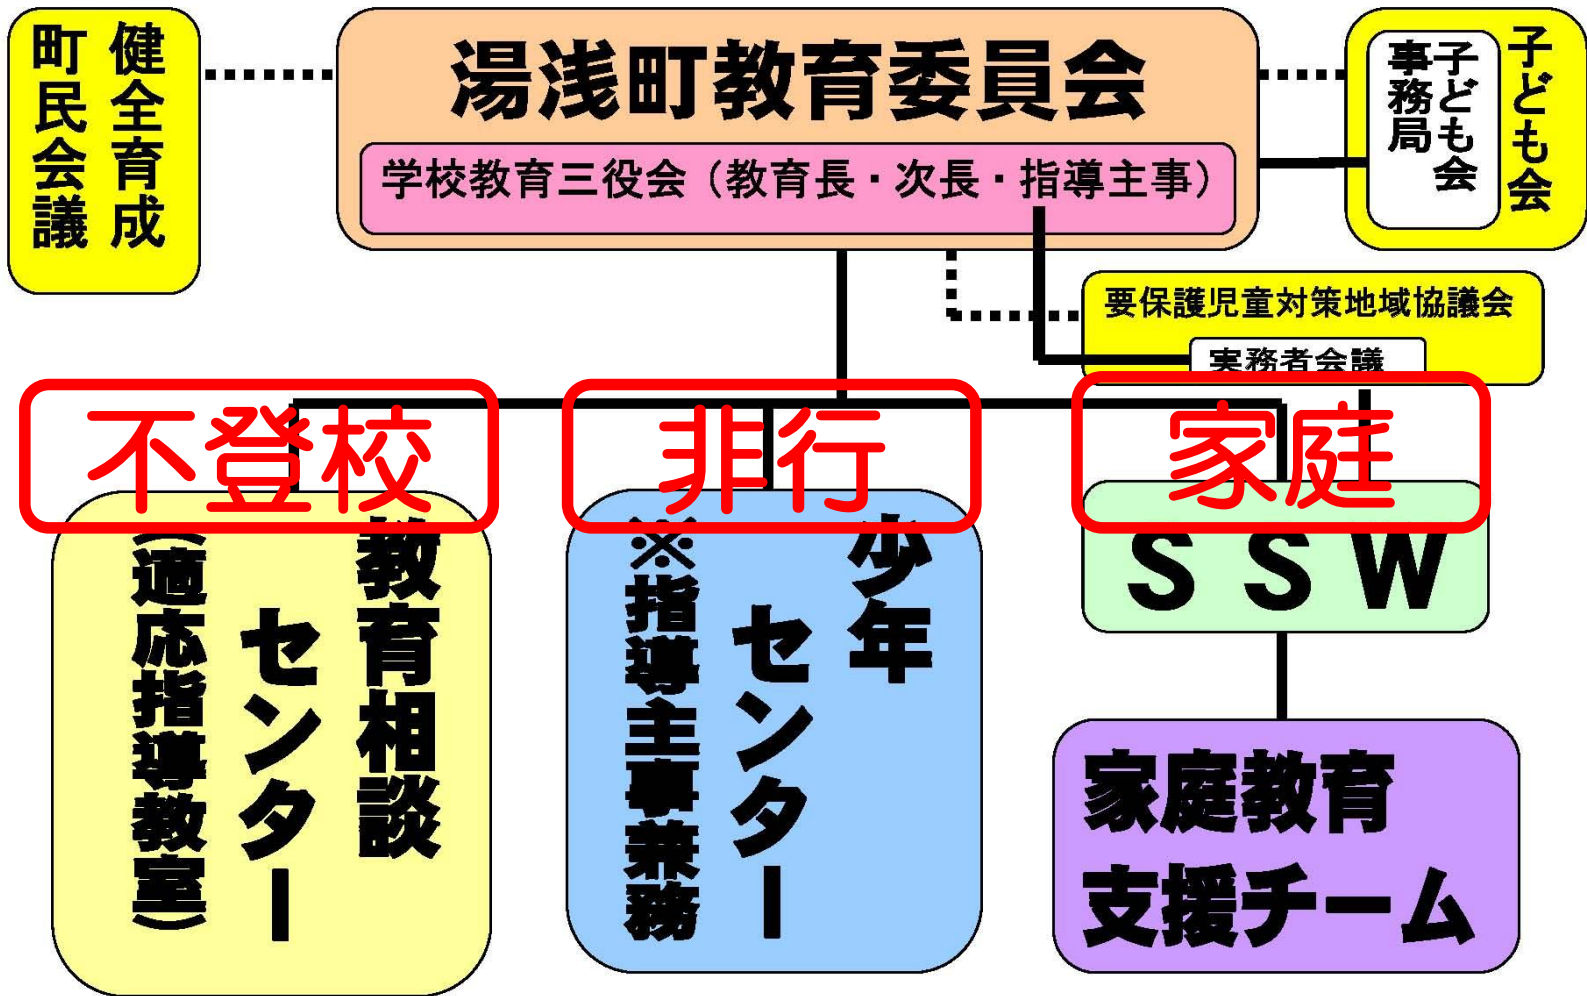 健全育成
町民会議
湯浅町教育委員会
学校教育三役会（教育長・次長・指導主事）
子ども会
子ども会
事務局
要保護児童対策地域協議会
実務者会議
不登校
非行
家庭
教育相談
センター
（適応指導教室）
少年
センター
※指導主事兼務
SSW
家庭教育
支援チーム